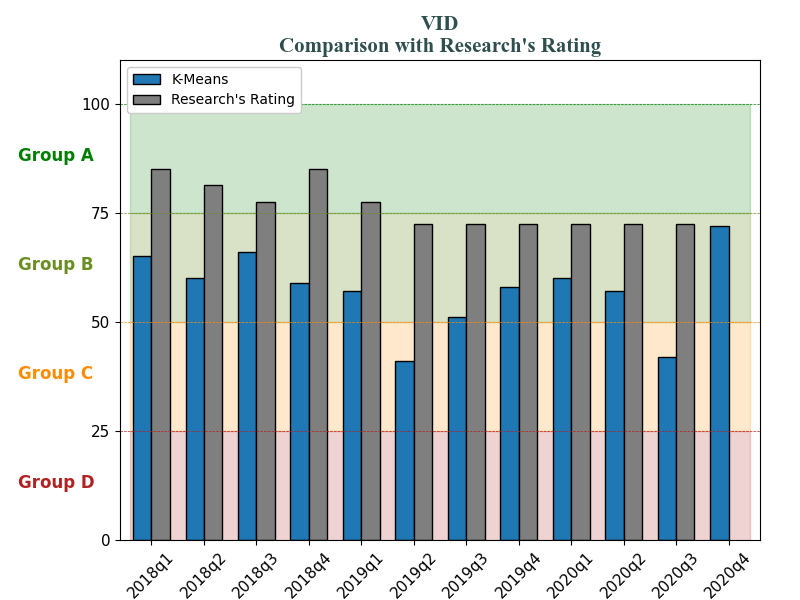 VID
Comparison with Research's Rating
K-Means
Research's Rating
100
Group A
75
Group B
50
Group C
25
Group D
0
2018q1 2018q2 2018q3 2018q4 2019q1 2019q2 2019q3 2019q4 2020q1 2020q2 2020q3 2020q4